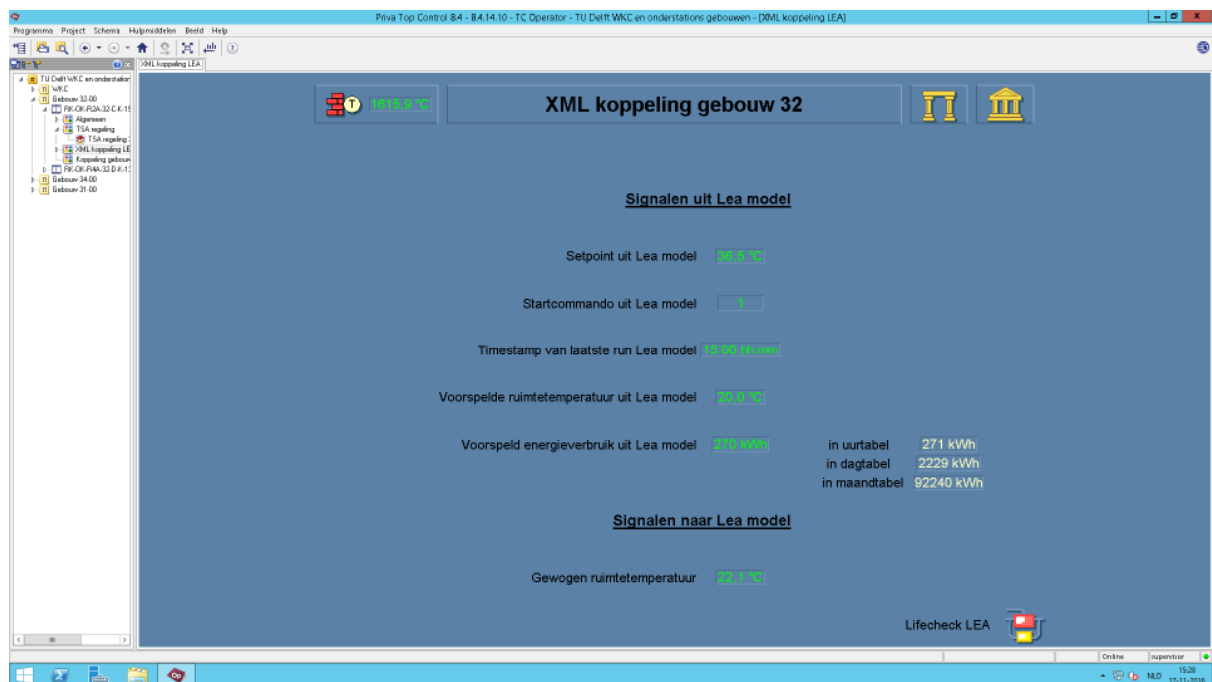 Priva Top Control 8.4 - 8.4.14.10 - TC Operator - TU Delft WKC en onderstations gebouwen - [XML koppeling LEA]
Programma Project Schema Hulpmiddelen Beeld Help
XML koppeling LEA
TU Delft WKC en onderstation
WKC
Gebouw 32-00
Algemeen
TSA regeling
TSA regeling
XML koppeling LE
Koppeling gebouw
Gebouw 34-00
Gebouw 31-00
1615.9 °C
XML koppeling gebouw 32
Signalen uit Lea model
Setpoint uit Lea model 36.5 °C
Startcommando uit Lea model 1
Timestamp van laatste run Lea model 15:00 hh:mm
Voorspelde ruimtetemperatuur uit Lea model 20.0 °C
Voorspeld energieverbruik uit Lea model 270 kWh in uurtabel 271 kWh
in dagtabel 2229 kWh
in maandtabel 92240 kWh
Signalen naar Lea model
Gewogen ruimtetemperatuur 22.1 °C
Lifecheck LEA
Online supervisor
NLD 15:28
17-11-2016